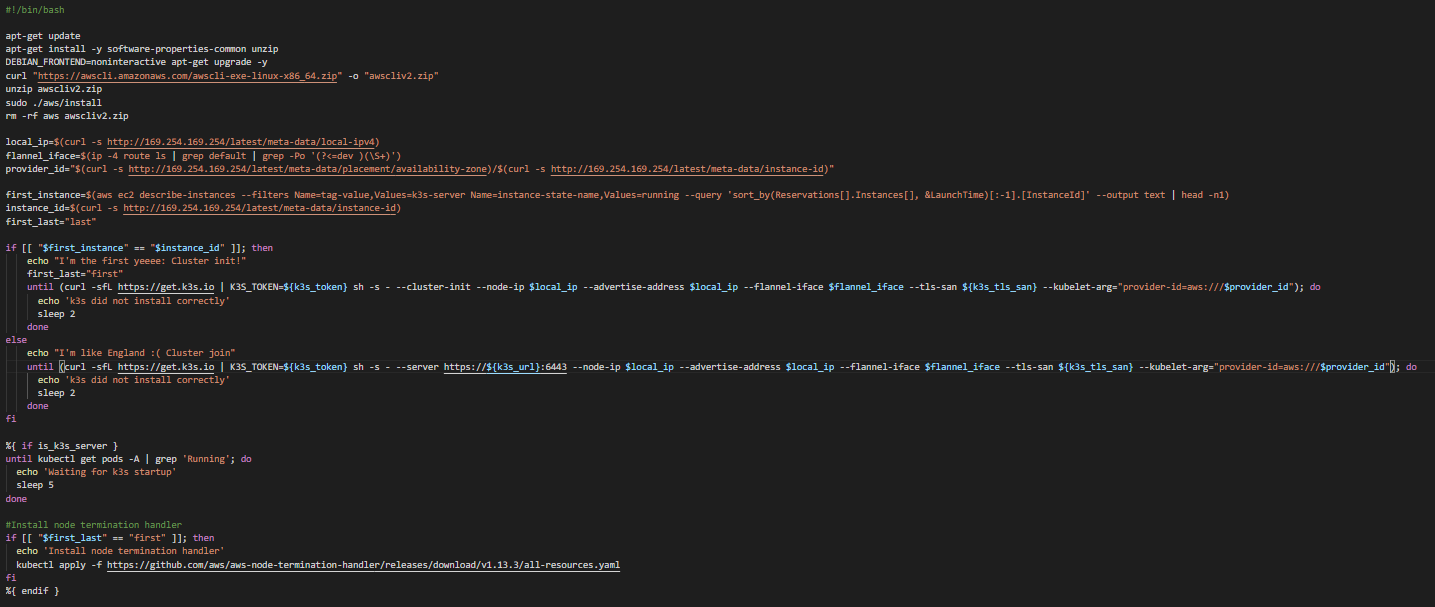 #!/bin/bash
apt-get update
apt-get install -y software-properties-common unzip
DEBIAN_FRONTEND=noninteractive apt-get upgrade -y
curl "https://awscli.amazonaws.com/awscli-exe-linux-x86_64.zip" -o "awscliv2.zip"
unzip awscliv2.zip
sudo ./aws/install
rm -rf aws awscliv2.zip
local_ip=$(curl -s http://169.254.169.254/latest/meta-data/local-ipv4)
flannel_iface=$(ip -4 route ls | grep default | grep -Po '(?<=dev )(\S+)')
provider_id="$(curl -s http://169.254.169.254/latest/meta-data/placement/availability-zone)/$(curl -s http://169.254.169.254/latest/meta-data/instance-id)"
first_instance=$(aws ec2 describe-instances --filters Name=tag-value,Values=k3s-server Name=instance-state-name,Values=running --query 'sort_by(Reservations[].Instances[], &LaunchTime)[:-1].[InstanceId]' --output text | head -n1)
instance_id=$(curl -s http://169.254.169.254/latest/meta-data/instance-id)
first_last="last"
if [[ "$first_instance" == "$instance_id" ]]; then
    echo "I'm the first yeeee: Cluster init!"
    first_last="first"
    until (curl -sfL https://get.k3s.io | K3S_TOKEN=${k3s_token} sh -s - --cluster-init --node-ip $local_ip --advertise-address $local_ip --flannel-iface $flannel_iface --tls-san ${k3s_tls_san} --kubelet-arg="provider-id=aws:///$provider_id"); do
      echo 'k3s did not install correctly'
      sleep 2
    done
else
    echo "I'm like England :( Cluster join"
    until (curl -sfL https://get.k3s.io | K3S_TOKEN=${k3s_token} sh -s - --server https://${k3s_url}:6443 --node-ip $local_ip --advertise-address $local_ip --flannel-iface $flannel_iface --tls-san ${k3s_tls_san} --kubelet-arg="provider-id=aws:///$provider_id"); do
      echo 'k3s did not install correctly'
      sleep 2
    done
fi
%{ if is_k3s_server }
until kubectl get pods -A | grep 'Running'; do
  echo 'Waiting for k3s startup'
  sleep 5
done
#Install node termination handler
if [[ "$first_last" == "first" ]]; then
  echo 'Install node termination handler'
  kubectl apply -f https://github.com/aws/aws-node-termination-handler/releases/download/v1.13.3/all-resources.yaml
fi
%{ endif }